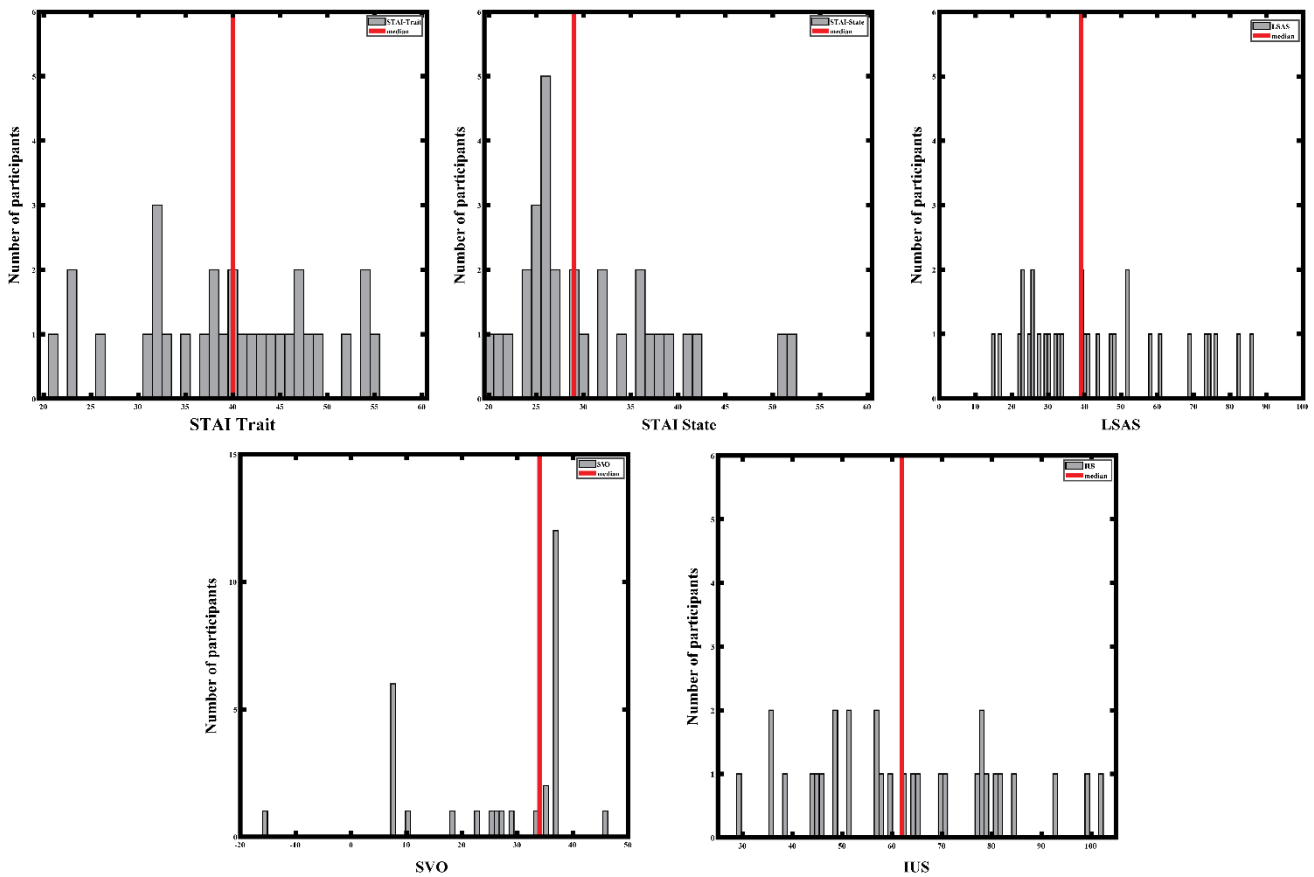 STAI-Trait
median
Number of participants
6
5
4
3
2
1
0
20 25 30 35 40 45 50 55 60
STAI Trait
STAI-State
median
Number of participants
6
5
4
3
2
1
0
20 25 30 35 40 45 50 55 60
STAI State
LSAS
median
Number of participants
6
5
4
3
2
1
0
0 10 20 30 40 50 60 70 80 90 100
LSAS
SVO
median
Number of participants
15
10
5
0
-20 -10 0 10 20 30 40 50
SVO
IUS
median
Number of participants
6
5
4
3
2
1
0
30 40 50 60 70 80 90 100
IUS